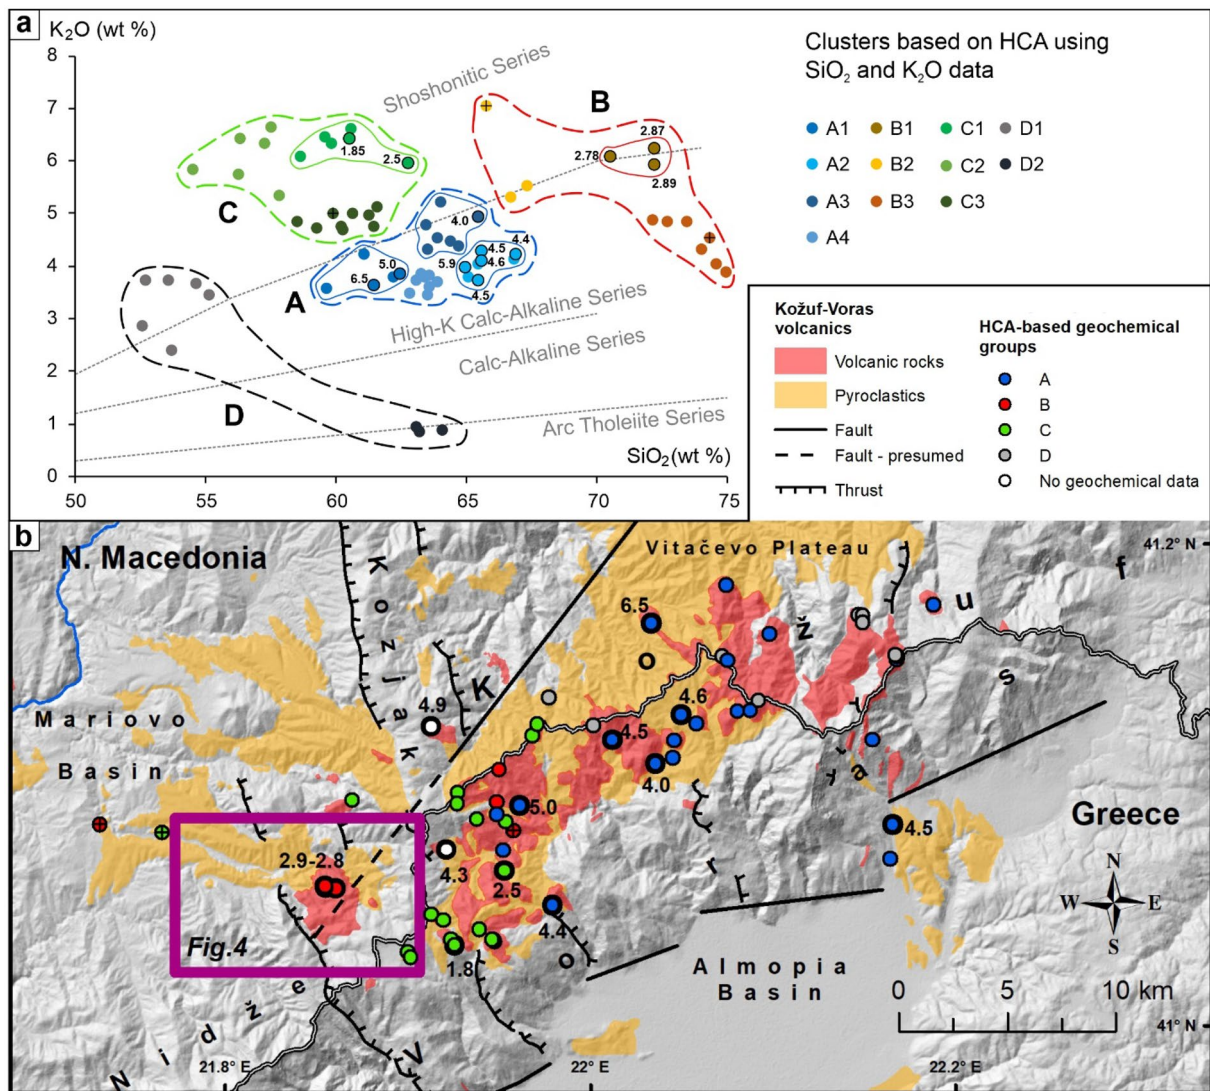 a
K₂O (wt %)
8
7
6
5
4
3
2
1
0
50
55
60
65
70
75
SiO₂ (wt %)
Shoshonitic Series
High-K Calc-Alkaline Series
Calc-Alkaline Series
Arc Tholeiite Series
A
B
C
D
1.85
2.5
2.78
2.87
2.89
4.0
5.0
6.5
5.9
4.5
4.6
4.4
4.5
Clusters based on HCA using
SiO₂ and K₂O data
A1 B1 C1 D1
A2 B2 C2 D2
A3 B3 C3
A4
Kožuf-Voras
volcanics
Volcanic rocks
Pyroclastics
Fault
Fault - presumed
Thrust
HCA-based geochemical
groups
A
B
C
D
No geochemical data
b
N. Macedonia
Vitačevo Plateau
41.2° N
Kozjak
Kožuf
Mariovo
Basin
Nidže
Voras
Mts
Greece
Almopia
Basin
6.5
4.9
4.6
4.5
4.0
5.0
4.5
4.3
2.5
4.4
1.8
2.9-2.8
Fig.4
N
W E
S
0 5 10 km
41° N
21.8° E
22° E
22.2° E